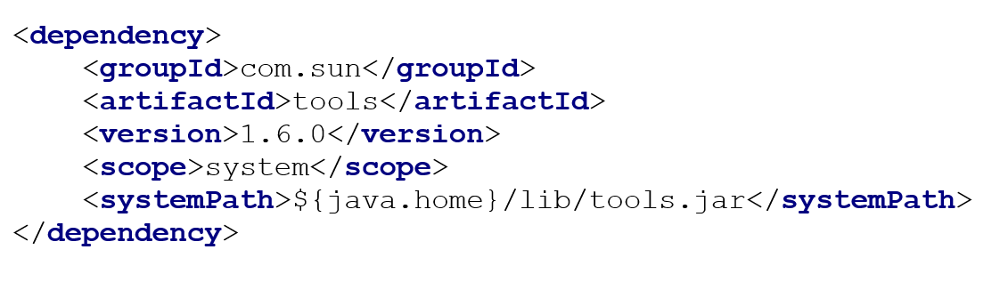 <dependency>
    <groupId>com.sun</groupId>
    <artifactId>tools</artifactId>
    <version>1.6.0</version>
    <scope>system</scope>
    <systemPath>${java.home}/lib/tools.jar</systemPath>
</dependency>